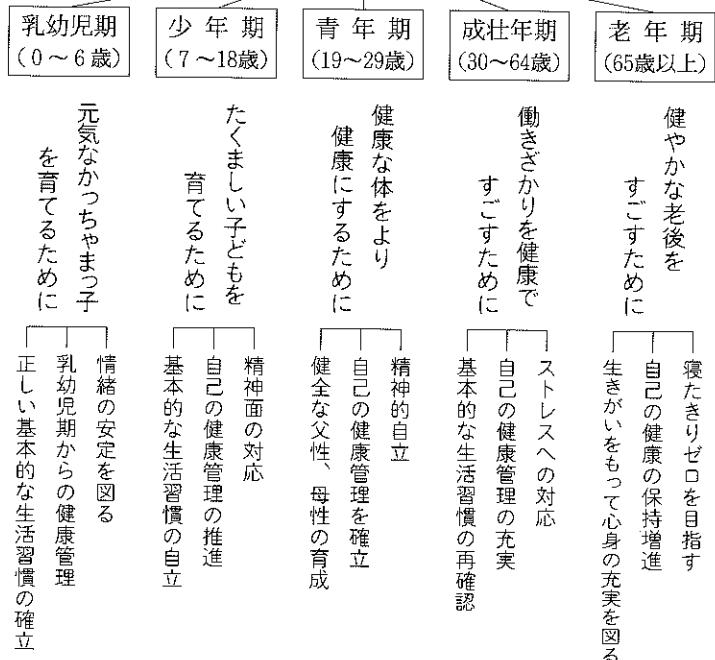 乳幼児期
(0~6歳)
少年期
(7~18歳)
青年期
(19~29歳)
成壮年期
(30~64歳)
老年期
(65歳以上)
元気なかっちゃまっ子
を育てるために
情緒の安定を図る
乳幼児期からの健康管理
正しい基本的な生活習慣の確立
たくましい子どもを
育てるために
精神面の対応
自己の健康管理の推進
基本的な生活習慣の自立
健康な体をより
健康にするために
精神的自立
自己の健康管理を確立
健全な父性、母性の育成
働きざかりを健康で
すごすために
ストレスへの対応
自己の健康管理の充実
基本的な生活習慣の再確認
健やかな老後を
すごすために
寝たきりゼロを目指す
自己の健康の保持増進
生きがいをもって心身の充実を図る